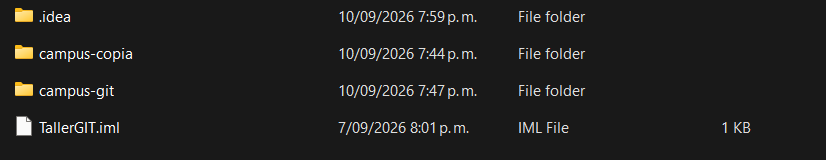 .idea 10/09/2026 7:59 p. m. File folder
campus-copia 10/09/2026 7:44 p. m. File folder
campus-git 10/09/2026 7:47 p. m. File folder
TallerGIT.iml 7/09/2026 8:01 p. m. IML File 1 KB